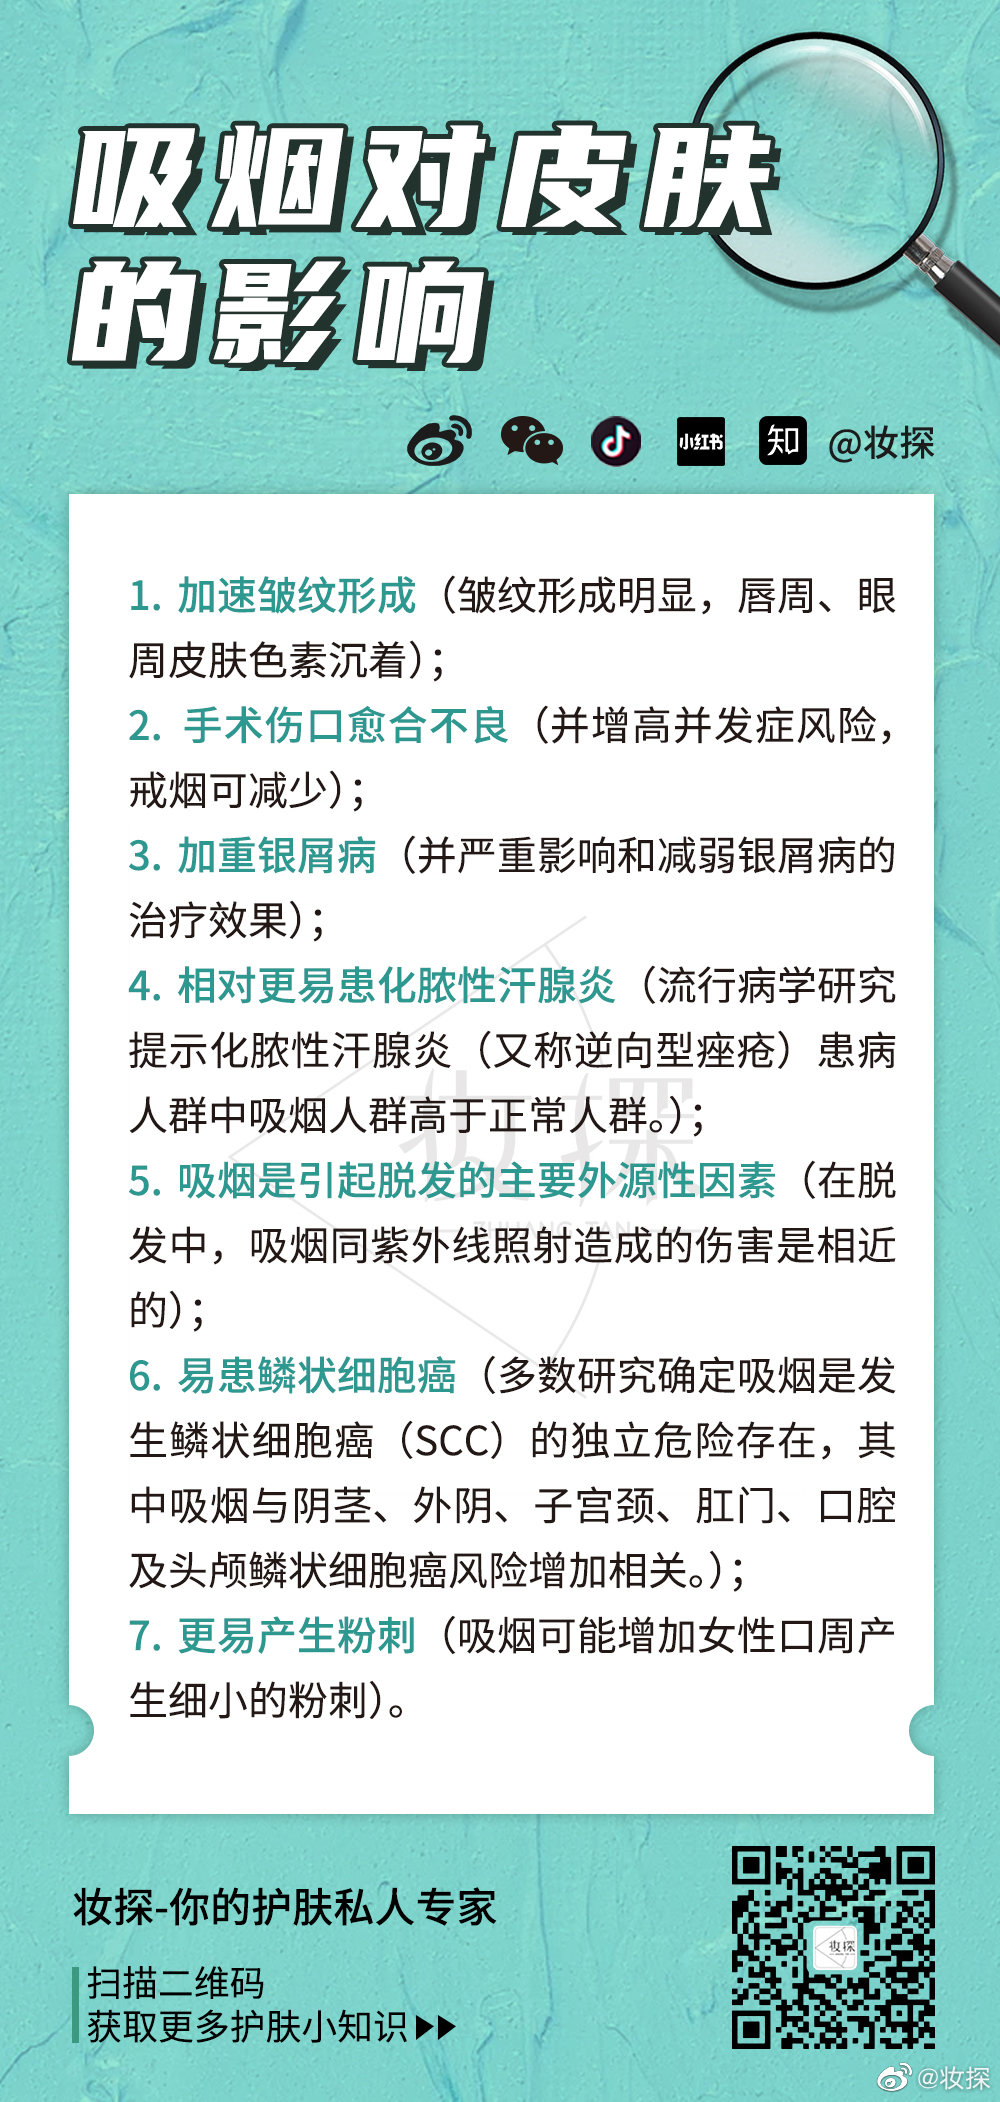 吸烟对皮肤
的影响
小红书 知 @妆探
1. 加速皱纹形成（皱纹形成明显，唇周、眼
周皮肤色素沉着）；
2. 手术伤口愈合不良（并增高并发症风险，
戒烟可减少）；
3. 加重银屑病（并严重影响和减弱银屑病的
治疗效果）；
4. 相对更易患化脓性汗腺炎（流行病学研究
提示化脓性汗腺炎（又称逆向型痤疮）患病
人群中吸烟人群高于正常人群。）；
5. 吸烟是引起脱发的主要外源性因素（在脱
发中，吸烟同紫外线照射造成的伤害是相近
的）；
6. 易患鳞状细胞癌（多数研究确定吸烟是发
生鳞状细胞癌（SCC）的独立危险存在，其
中吸烟与阴茎、外阴、子宫颈、肛门、口腔
及头颅鳞状细胞癌风险增加相关。）；
7. 更易产生粉刺（吸烟可能增加女性口周产
生细小的粉刺）。
妆探
ZHUANG TAN
妆探-你的护肤私人专家
扫描二维码
获取更多护肤小知识
妆探
@妆探